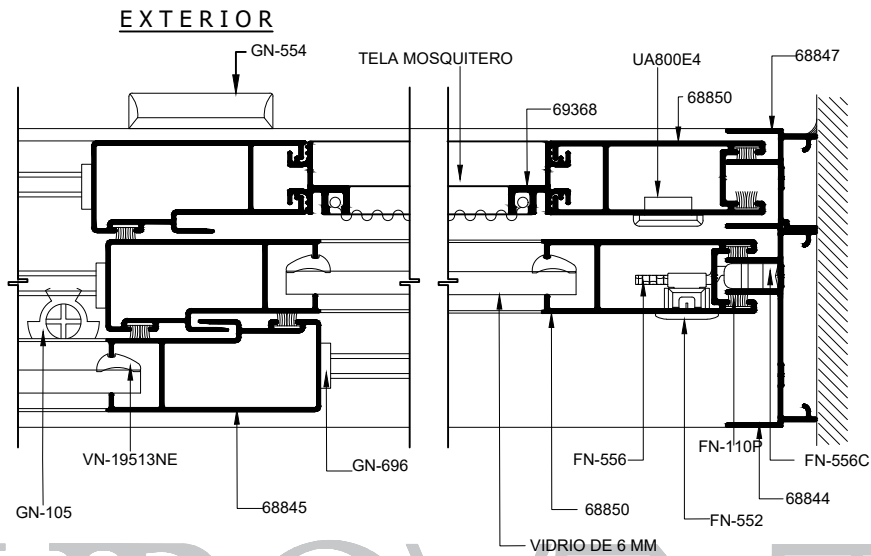 EXTERIOR
GN-554
TELA MOSQUITERO
UA800E4
68847
68850
69368
VN-19513NE
GN-696
FN-556
FN-110P
FN-556C
GN-105
68845
68850
FN-552
68844
VIDRIO DE 6 MM